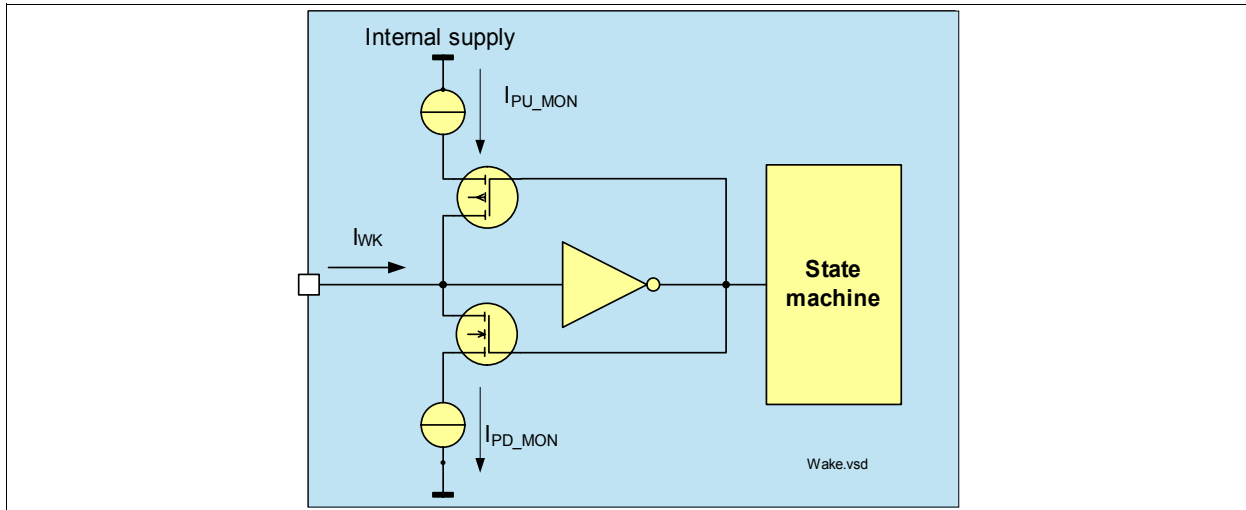 Internal supply
IPU_MON
IWK
State
machine
IPD_MON
Wake.vsd